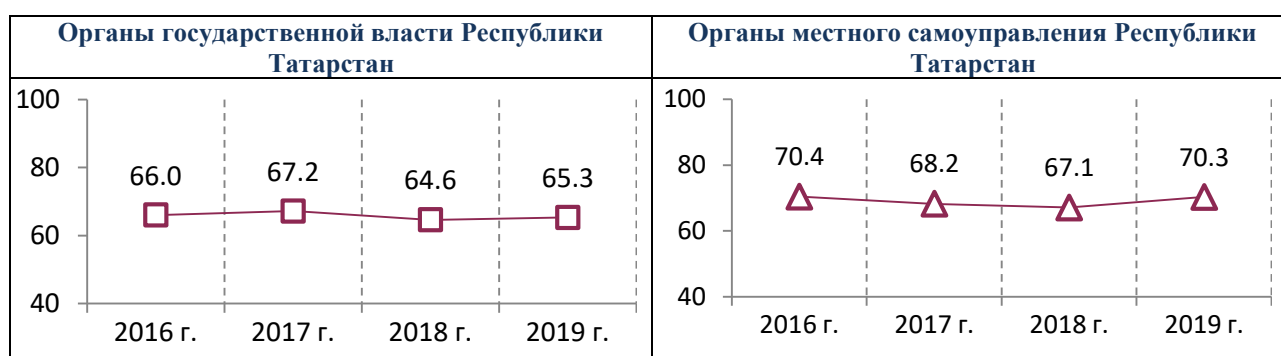 Органы государственной власти Республики
Татарстан
100
80
60
40
66.0
67.2
64.6
65.3
2016 г.
2017 г.
2018 г.
2019 г.
Органы местного самоуправления Республики
Татарстан
100
80
60
40
70.4
68.2
67.1
70.3
2016 г.
2017 г.
2018 г.
2019 г.